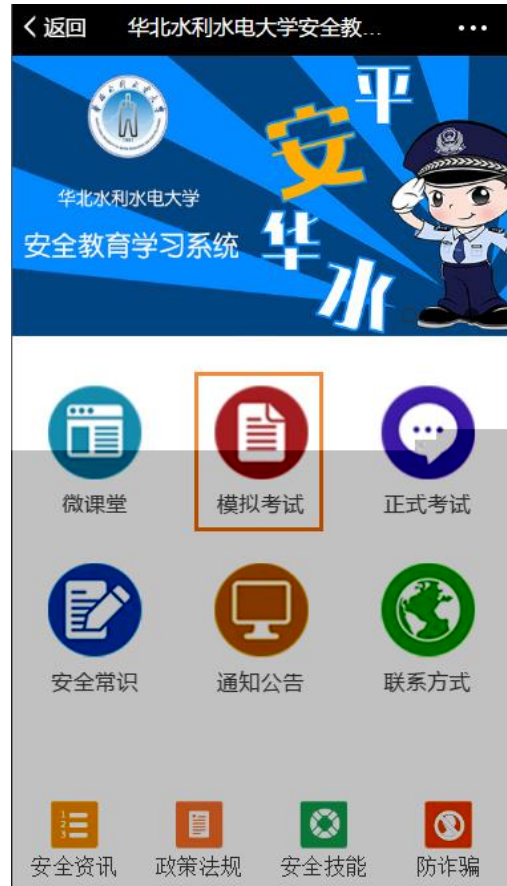 返回 华北水利水电大学安全教...
平
安
华
水
华北水利水电大学
安全教育学习系统
微课堂 模拟考试 正式考试
安全常识 通知公告 联系方式
安全资讯 政策法规 安全技能 防诈骗